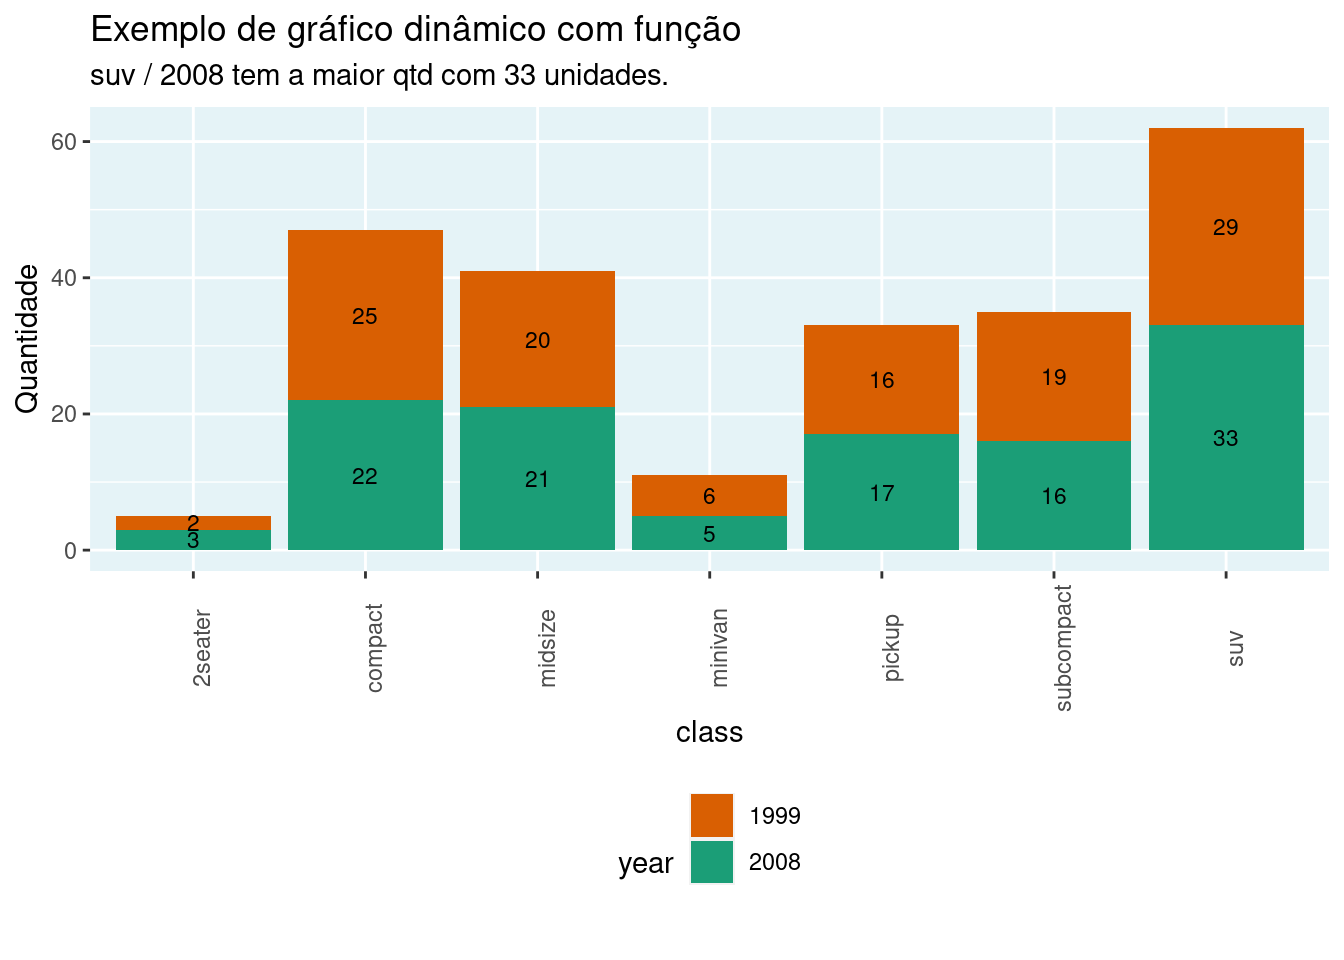 Exemplo de gráfico dinâmico com função
suv / 2008 tem a maior qtd com 33 unidades.
Quantidade
60
40
20
0
2
3
25
22
20
21
6
5
16
17
19
16
29
33
2seater
compact
midsize
minivan
pickup
subcompact
suv
class
year
1999
2008